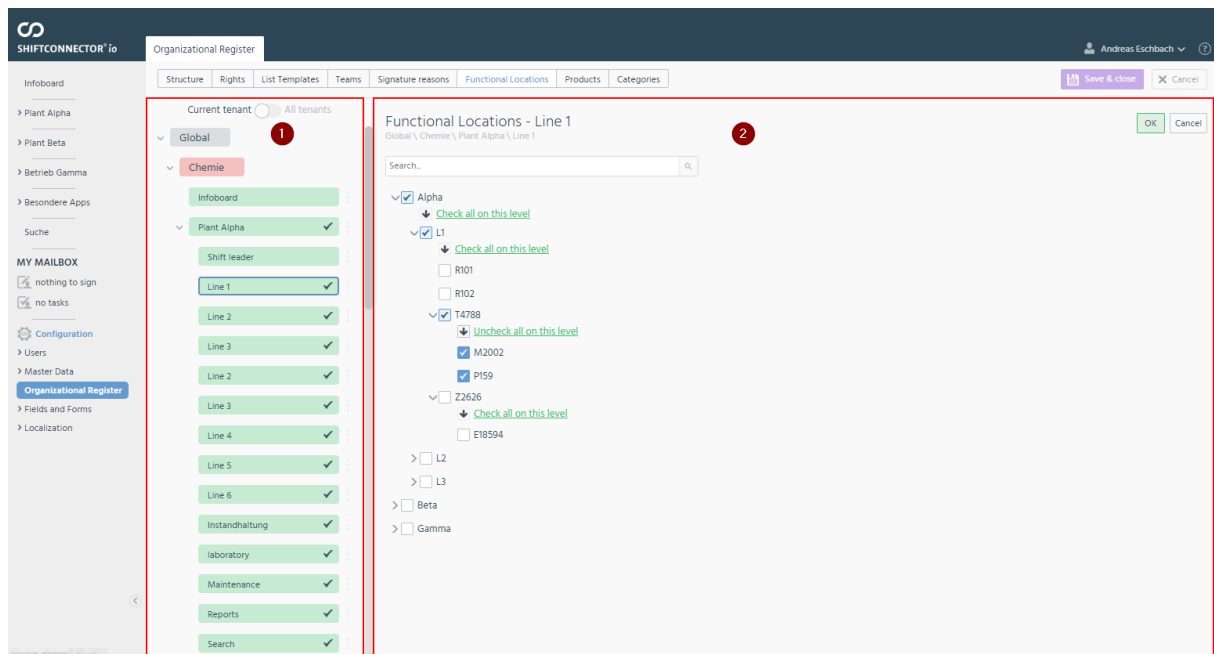 SHIFTCONNECTOR® io
Organizational Register
Andreas Eschbach
?
Structure
Rights
List Templates
Teams
Signature reasons
Functional Locations
Products
Categories
Save & close
Cancel
Infoboard
Plant Alpha
Plant Beta
Betrieb Gamma
Besondere Apps
Suche
MY MAILBOX
nothing to sign
no tasks
Configuration
Users
Master Data
Organizational Register
Fields and Forms
Localization
Current tenant
All tenants
1
Global
Chemie
Infoboard
Plant Alpha
Shift leader
Line 1
Line 2
Line 3
Line 2
Line 3
Line 4
Line 5
Line 6
Instandhaltung
laboratory
Maintenance
Reports
Search
Functional Locations - Line 1
2
OK
Cancel
Global \ Chemie \ Plant Alpha \ Line 1
Search...
Alpha
Check all on this level
L1
Check all on this level
R101
R102
T4788
Uncheck all on this level
M2002
P159
Z2626
Check all on this level
E18594
L2
L3
Beta
Gamma